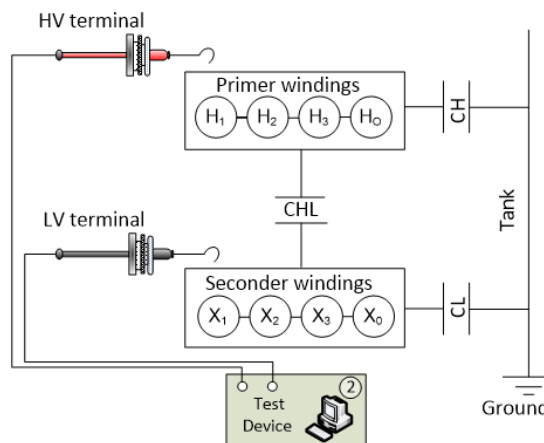 HV terminal
Primer windings
H1 H2 H3 HO
CH
CHL
Tank
LV terminal
Seconder windings
X1 X2 X3 X0
CL
2
Test
Device
Ground